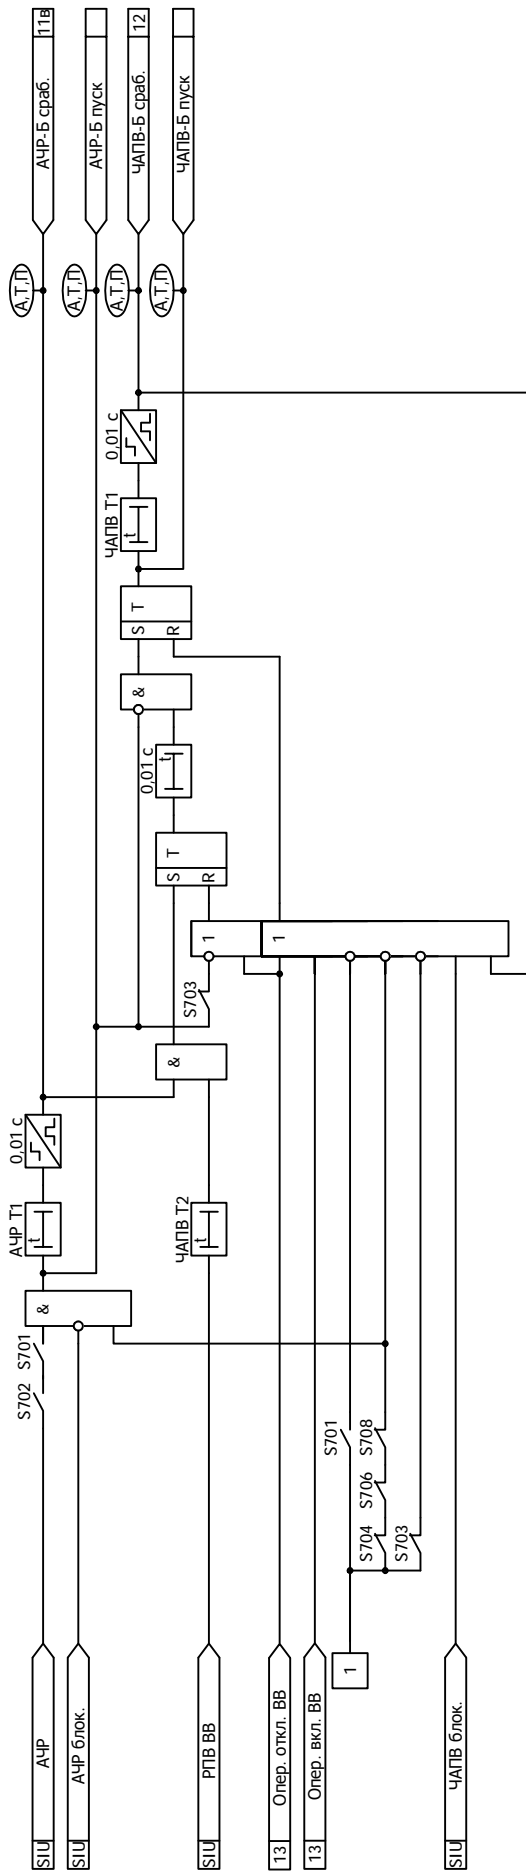 SIU АЧР
SIU АЧР блок.
SIU РПВ ВВ
13 Опер. откл. ВВ
13 Опер. вкл. ВВ
1
SIU ЧАПВ блок.
S702
S701
&
АЧР Т1
t
0,01 с
S701
S704
S706
S708
S703
ЧАПВ Т2
t
&
S703
1
1
S T
R
0,01 с
t
&
S T
R
ЧАПВ Т1
t
0,01 с
А,Т,П
А,Т,П
А,Т,П
А,Т,П
АЧР-Б сраб. 11в
АЧР-Б пуск
ЧАПВ-Б сраб. 12
ЧАПВ-Б пуск